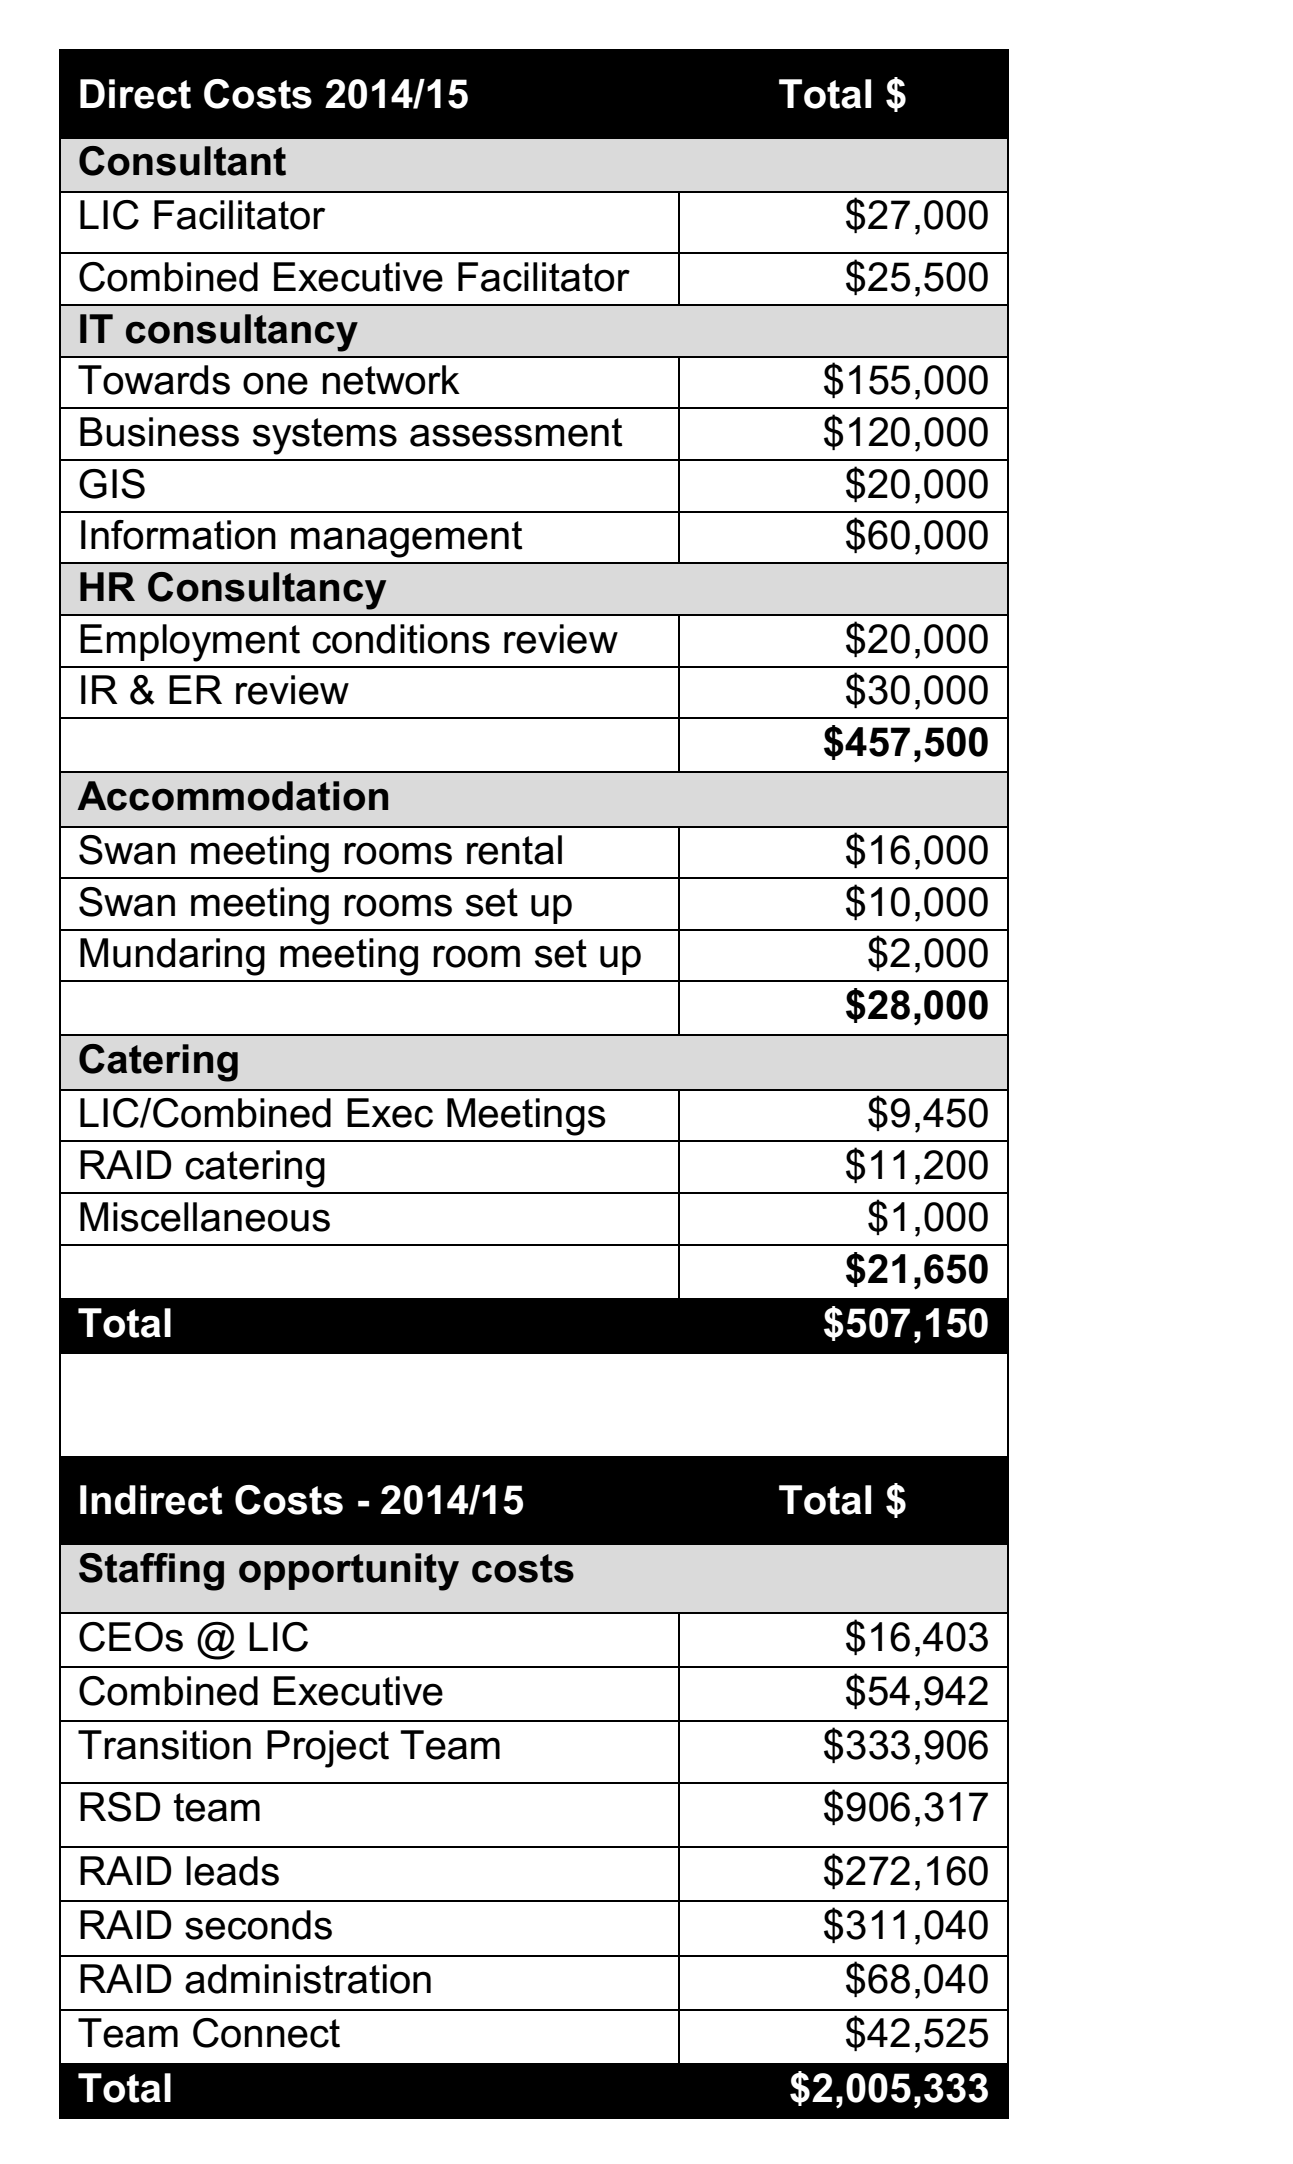 Direct Costs 2014/15 Total $
Consultant
LIC Facilitator $27,000
Combined Executive Facilitator $25,500
IT consultancy
Towards one network $155,000
Business systems assessment $120,000
GIS $20,000
Information management $60,000
HR Consultancy
Employment conditions review $20,000
IR & ER review $30,000
$457,500
Accommodation
Swan meeting rooms rental $16,000
Swan meeting rooms set up $10,000
Mundaring meeting room set up $2,000
$28,000
Catering
LIC/Combined Exec Meetings $9,450
RAID catering $11,200
Miscellaneous $1,000
$21,650
Total $507,150
Indirect Costs - 2014/15 Total $
Staffing opportunity costs
CEOs @ LIC $16,403
Combined Executive $54,942
Transition Project Team $333,906
RSD team $906,317
RAID leads $272,160
RAID seconds $311,040
RAID administration $68,040
Team Connect $42,525
Total $2,005,333